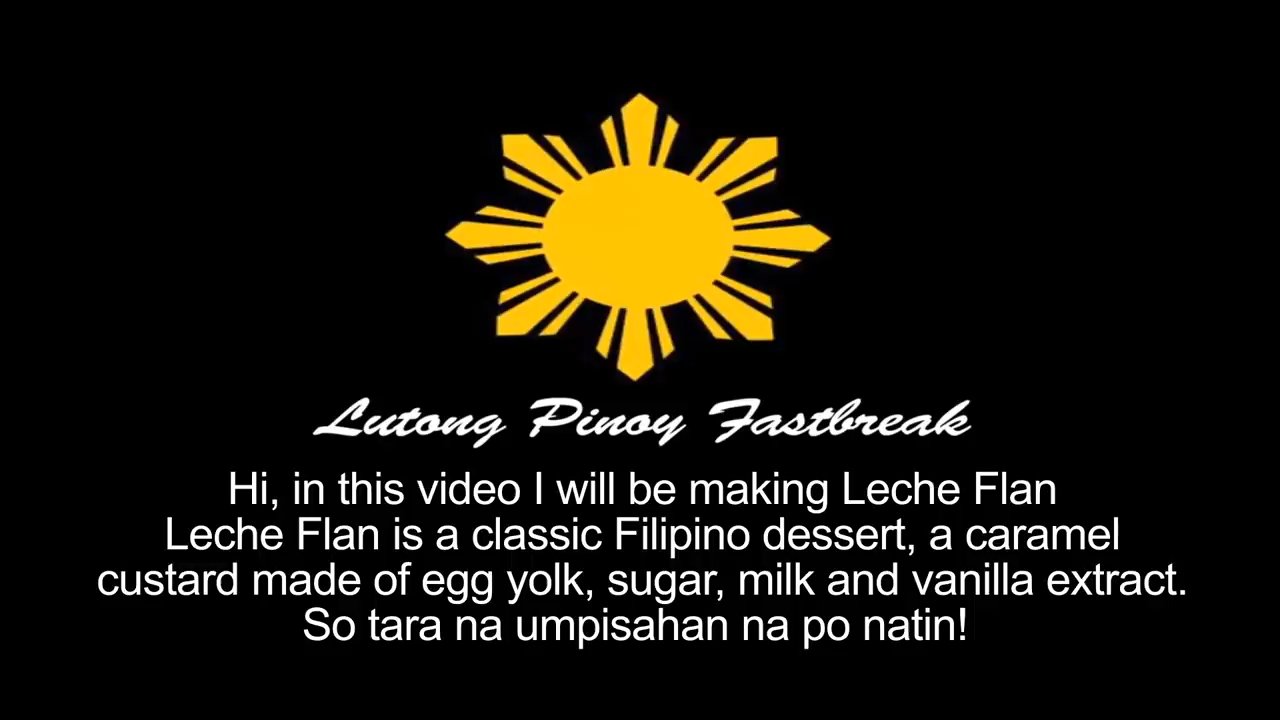 Lutong Pinoy Fastbreak
Hi, in this video I will be making Leche Flan
Leche Flan is a classic Filipino dessert, a caramel
custard made of egg yolk, sugar, milk and vanilla extract.
So tara na umpisahan na po natin!